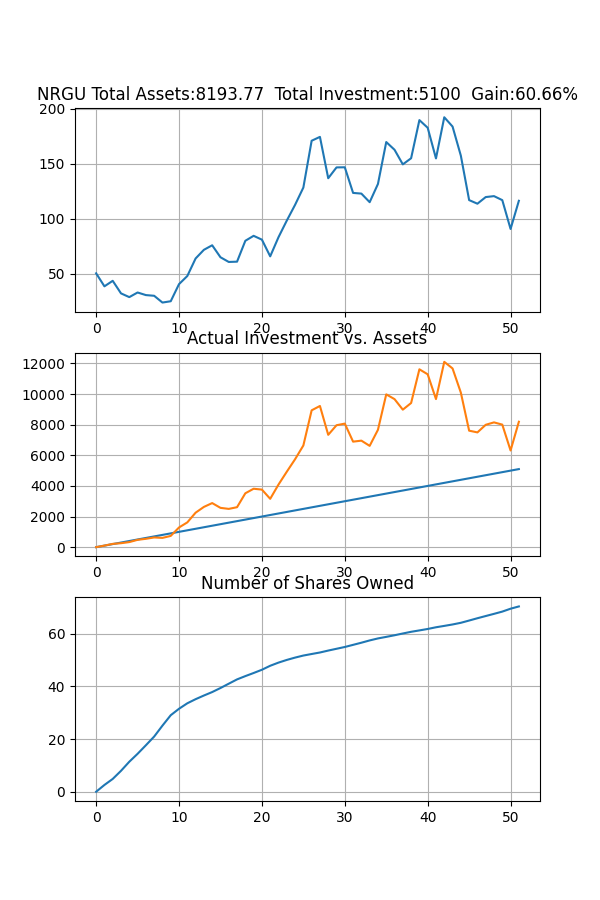 NRGU Total Assets:8193.77  Total Investment:5100  Gain:60.66%
200
150
100
50
0 10 20 30 40 50
Actual Investment vs. Assets
12000
10000
8000
6000
4000
2000
0
0 10 20 30 40 50
Number of Shares Owned
60
40
20
0
0 10 20 30 40 50